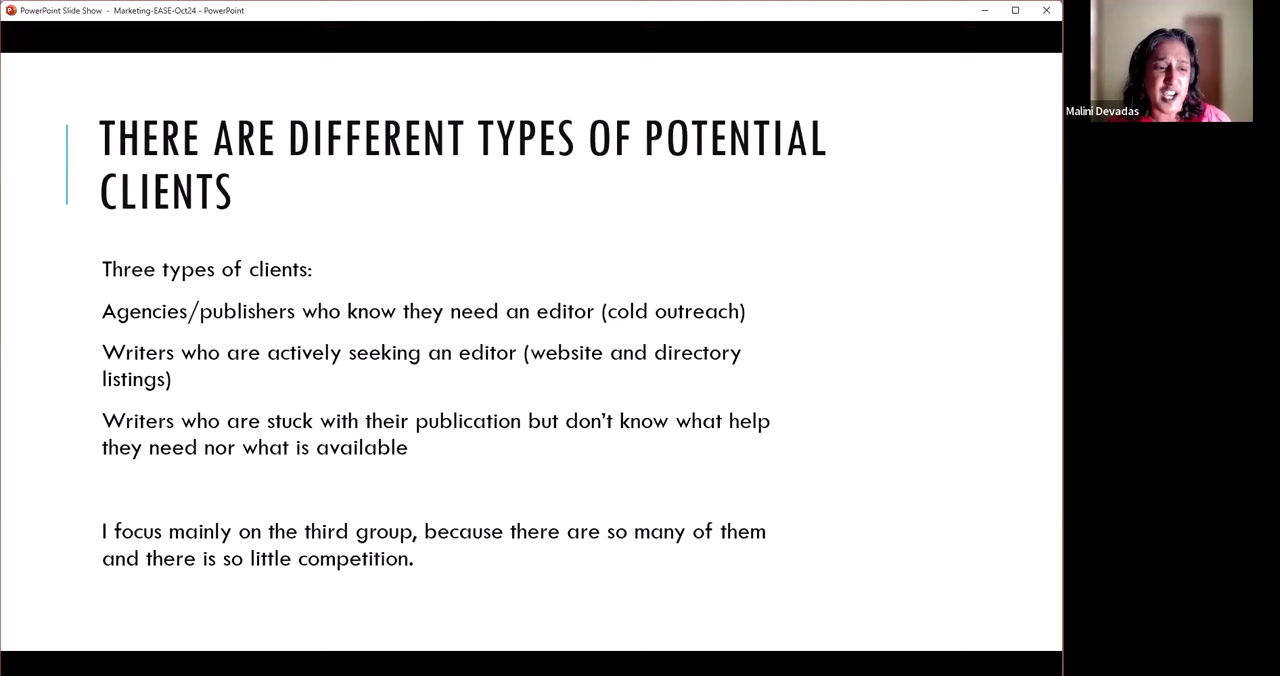 PowerPoint Slide Show - Marketing-EASE-Oct24 - PowerPoint
Malini Devadas
THERE ARE DIFFERENT TYPES OF POTENTIAL
CLIENTS
Three types of clients:
Agencies/publishers who know they need an editor (cold outreach)
Writers who are actively seeking an editor (website and directory
listings)
Writers who are stuck with their publication but don’t know what help
they need nor what is available
I focus mainly on the third group, because there are so many of them
and there is so little competition.